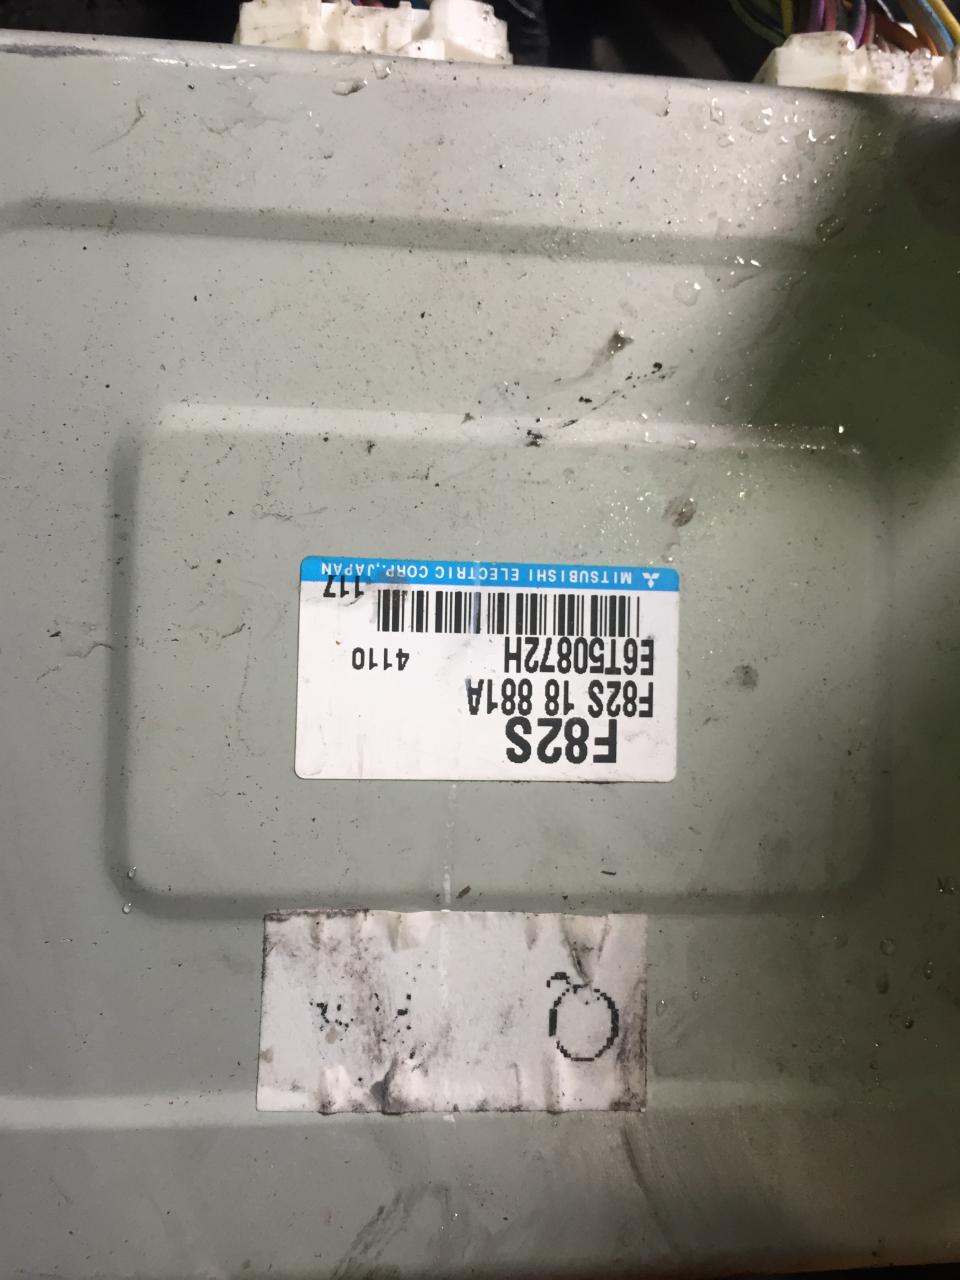 F82S
F82S 18 881A
E6T50872H 4110
117
MITSUBISHI ELECTRIC CORP.JAPAN